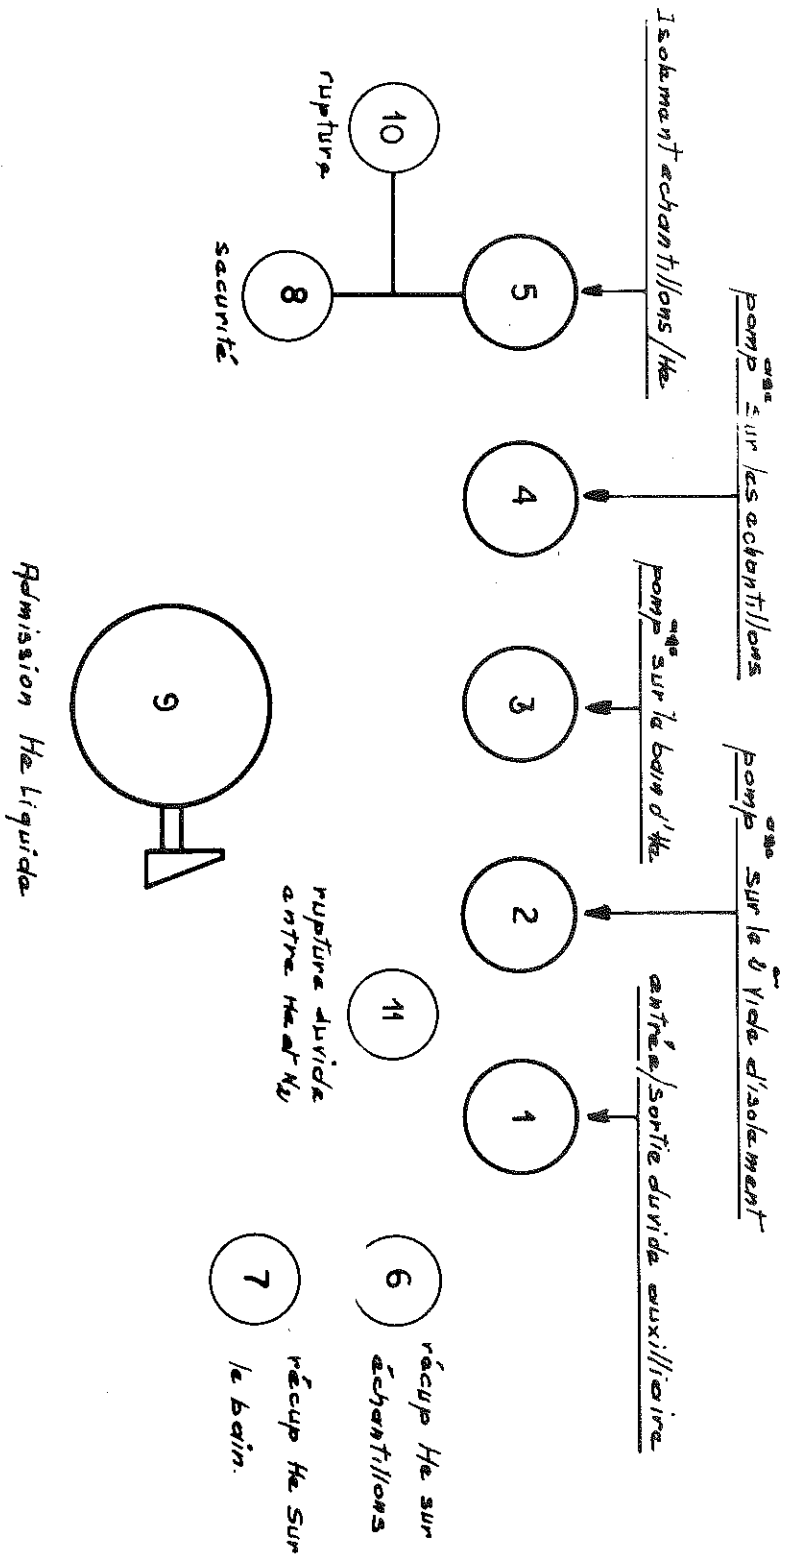 pompage sur les echantillons
pompage sur le vide d'isolement
Isolement echantillons/He
pompage sur le bain d'He
entrée/sortie du vide auxilliaire
5
4
3
2
1
10
rupture
11
rupture du vide
entre He et N2
6
récup He sur
échantillons
8
sécurité
7
récup He sur
le bain.
9
Admission He Liquide